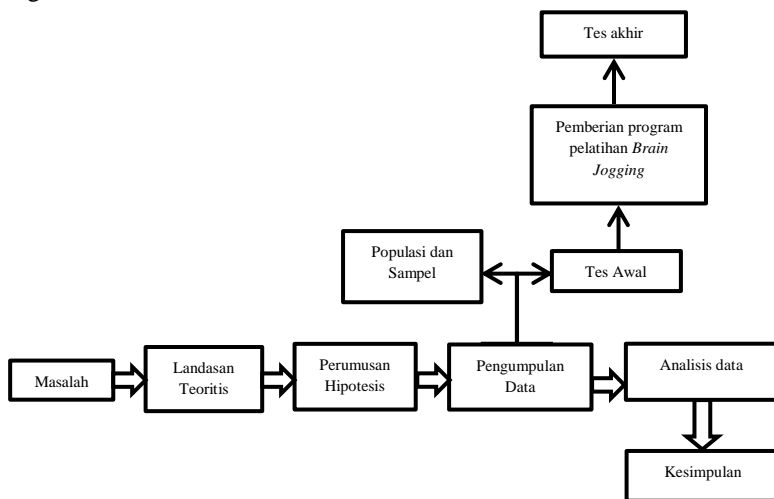 Tes akhir
Pemberian program
pelatihan Brain
Jogging
Populasi dan
Sampel
Tes Awal
Masalah
Landasan
Teoritis
Perumusan
Hipotesis
Pengumpulan
Data
Analisis data
Kesimpulan